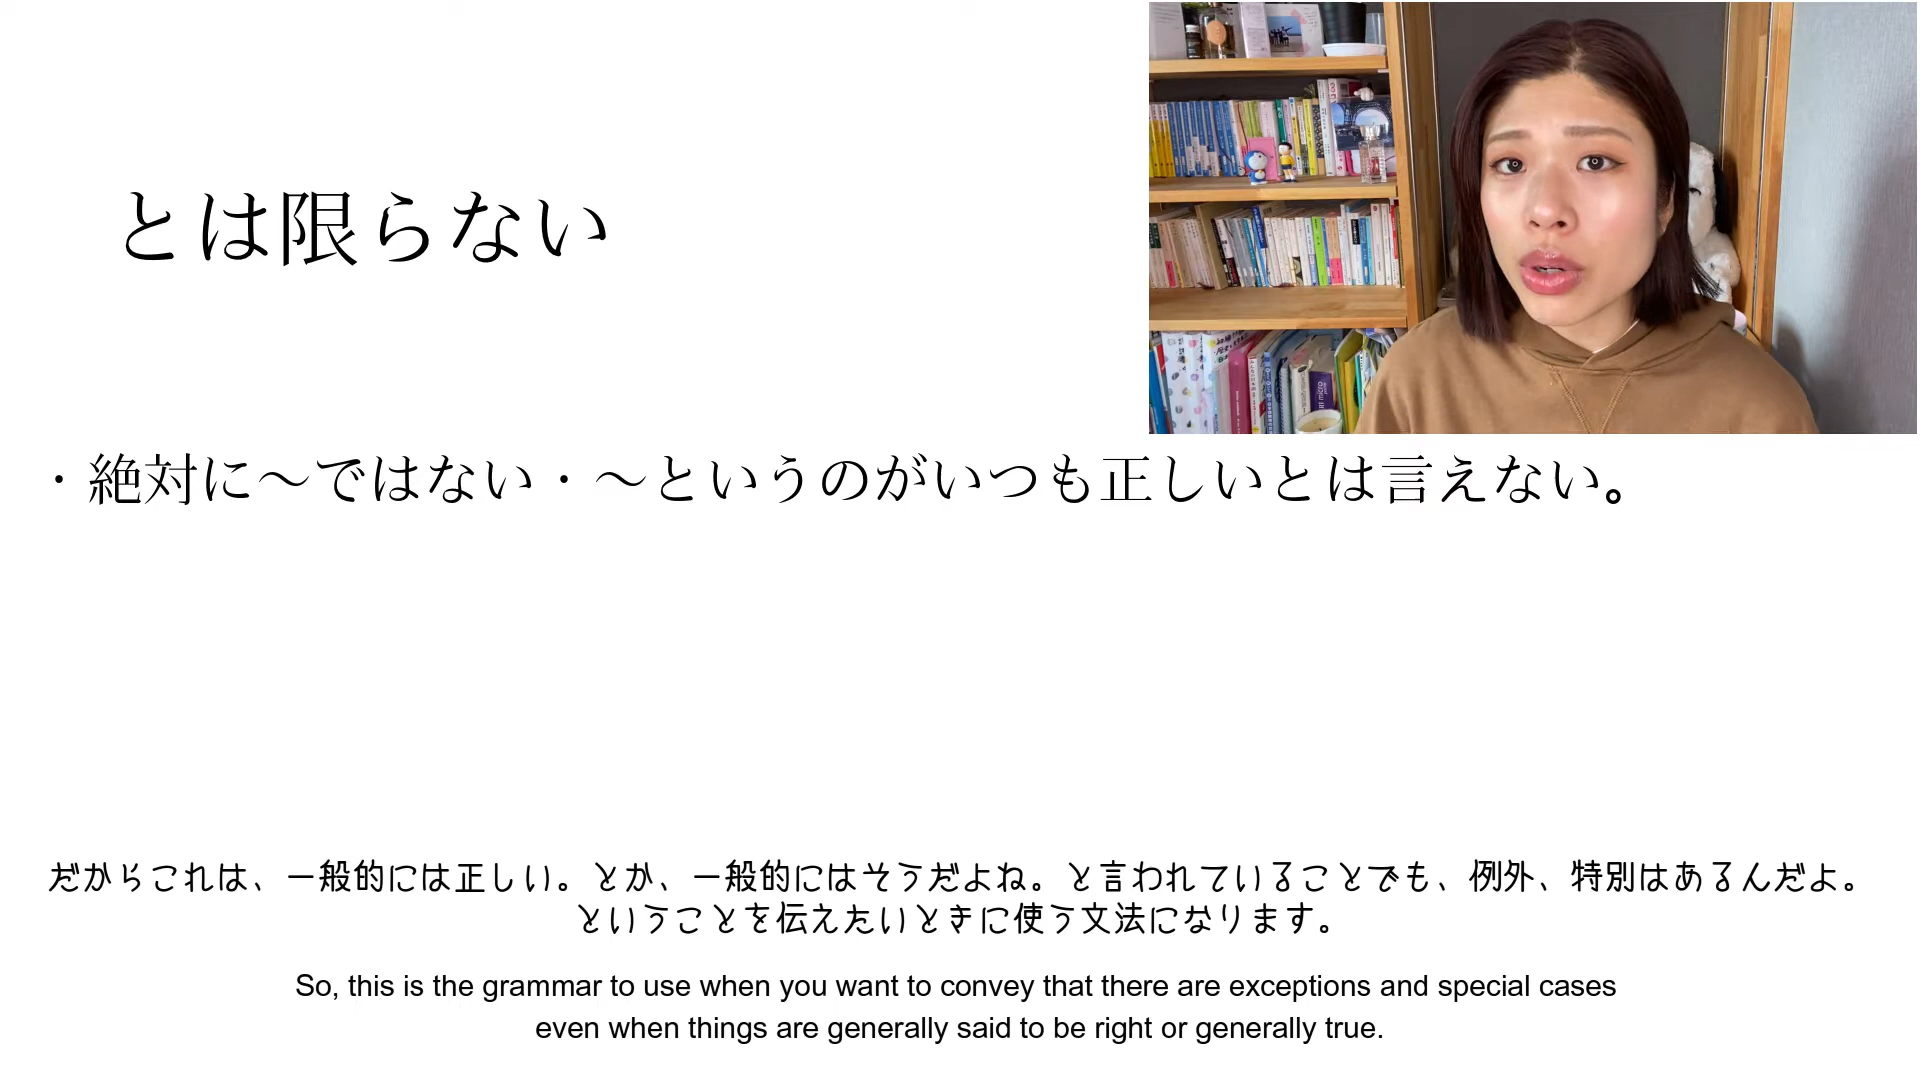 とは限らない
・絶対に〜ではない・〜というのがいつも正しいとは言えない。
だからこれは、一般的には正しい。とか、一般的にはそうだよね。と言われていることでも、例外、特別はあるんだよ。
ということを伝えたいときに使う文法になります。
So, this is the grammar to use when you want to convey that there are exceptions and special cases
even when things are generally said to be right or generally true.